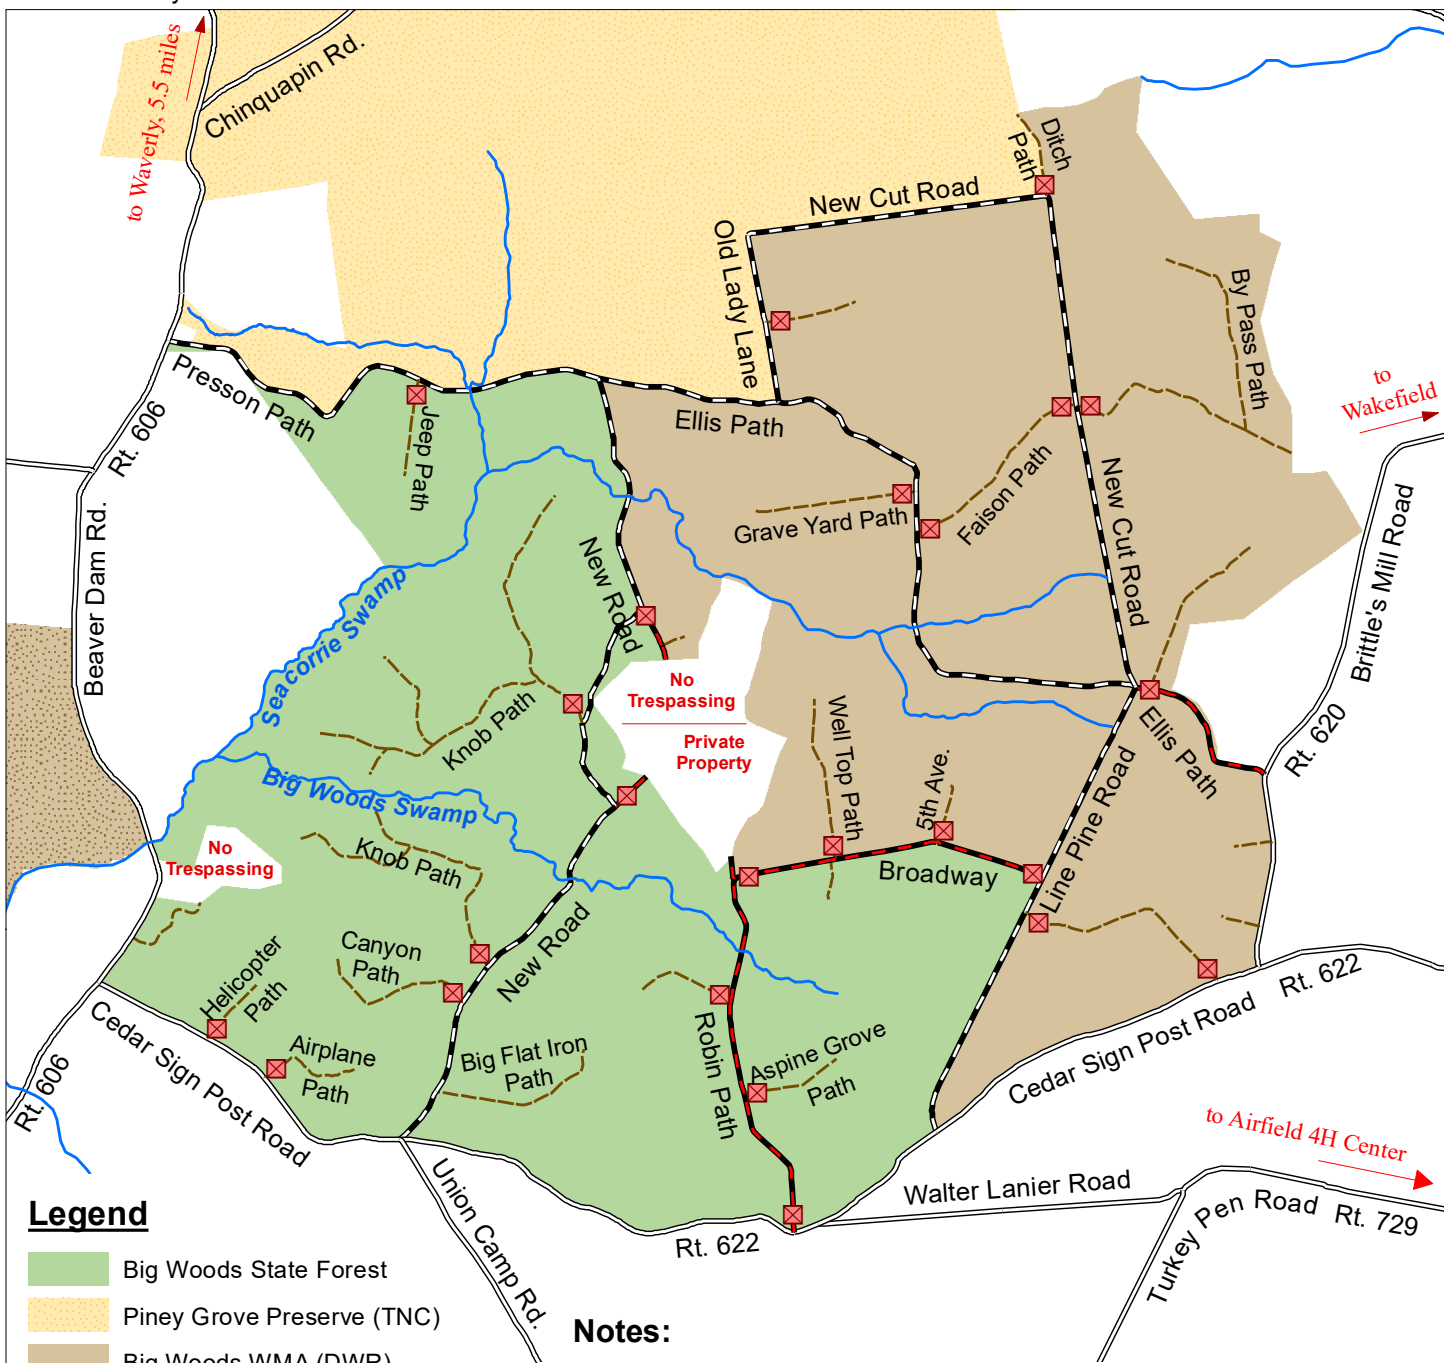 to Waverly, 5.5 miles
Chinquapin Rd.
Ditch
Path
New Cut Road
Old Lady Lane
By Pass Path
to
Wakefield
Presson Path
Rt. 606
Jeep Path
Ellis Path
Grave Yard Path
Faison Path
New Cut Road
Brittle's Mill Road
Beaver Dam Rd.
Seacorrie Swamp
New Road
No
Trespassing
Private
Property
Knob Path
Well Top Path
5th Ave.
Ellis Path
Line Pine Road
Rt. 620
Big Woods Swamp
No
Trespassing
Knob Path
Broadway
Canyon
Path
New Road
Helicopter
Path
Airplane
Path
Big Flat Iron
Path
Robin Path
Aspine Grove
Path
Cedar Sign Post Road
Rt. 622
Cedar Sign Post Road
Rt. 606
Union Camp Rd.
Rt. 622
Walter Lanier Road
to Airfield 4H Center
Turkey Pen Road
Rt. 729
Legend
Big Woods State Forest
Piney Grove Preserve (TNC)
Big Woods WMA (DWR)
Notes: